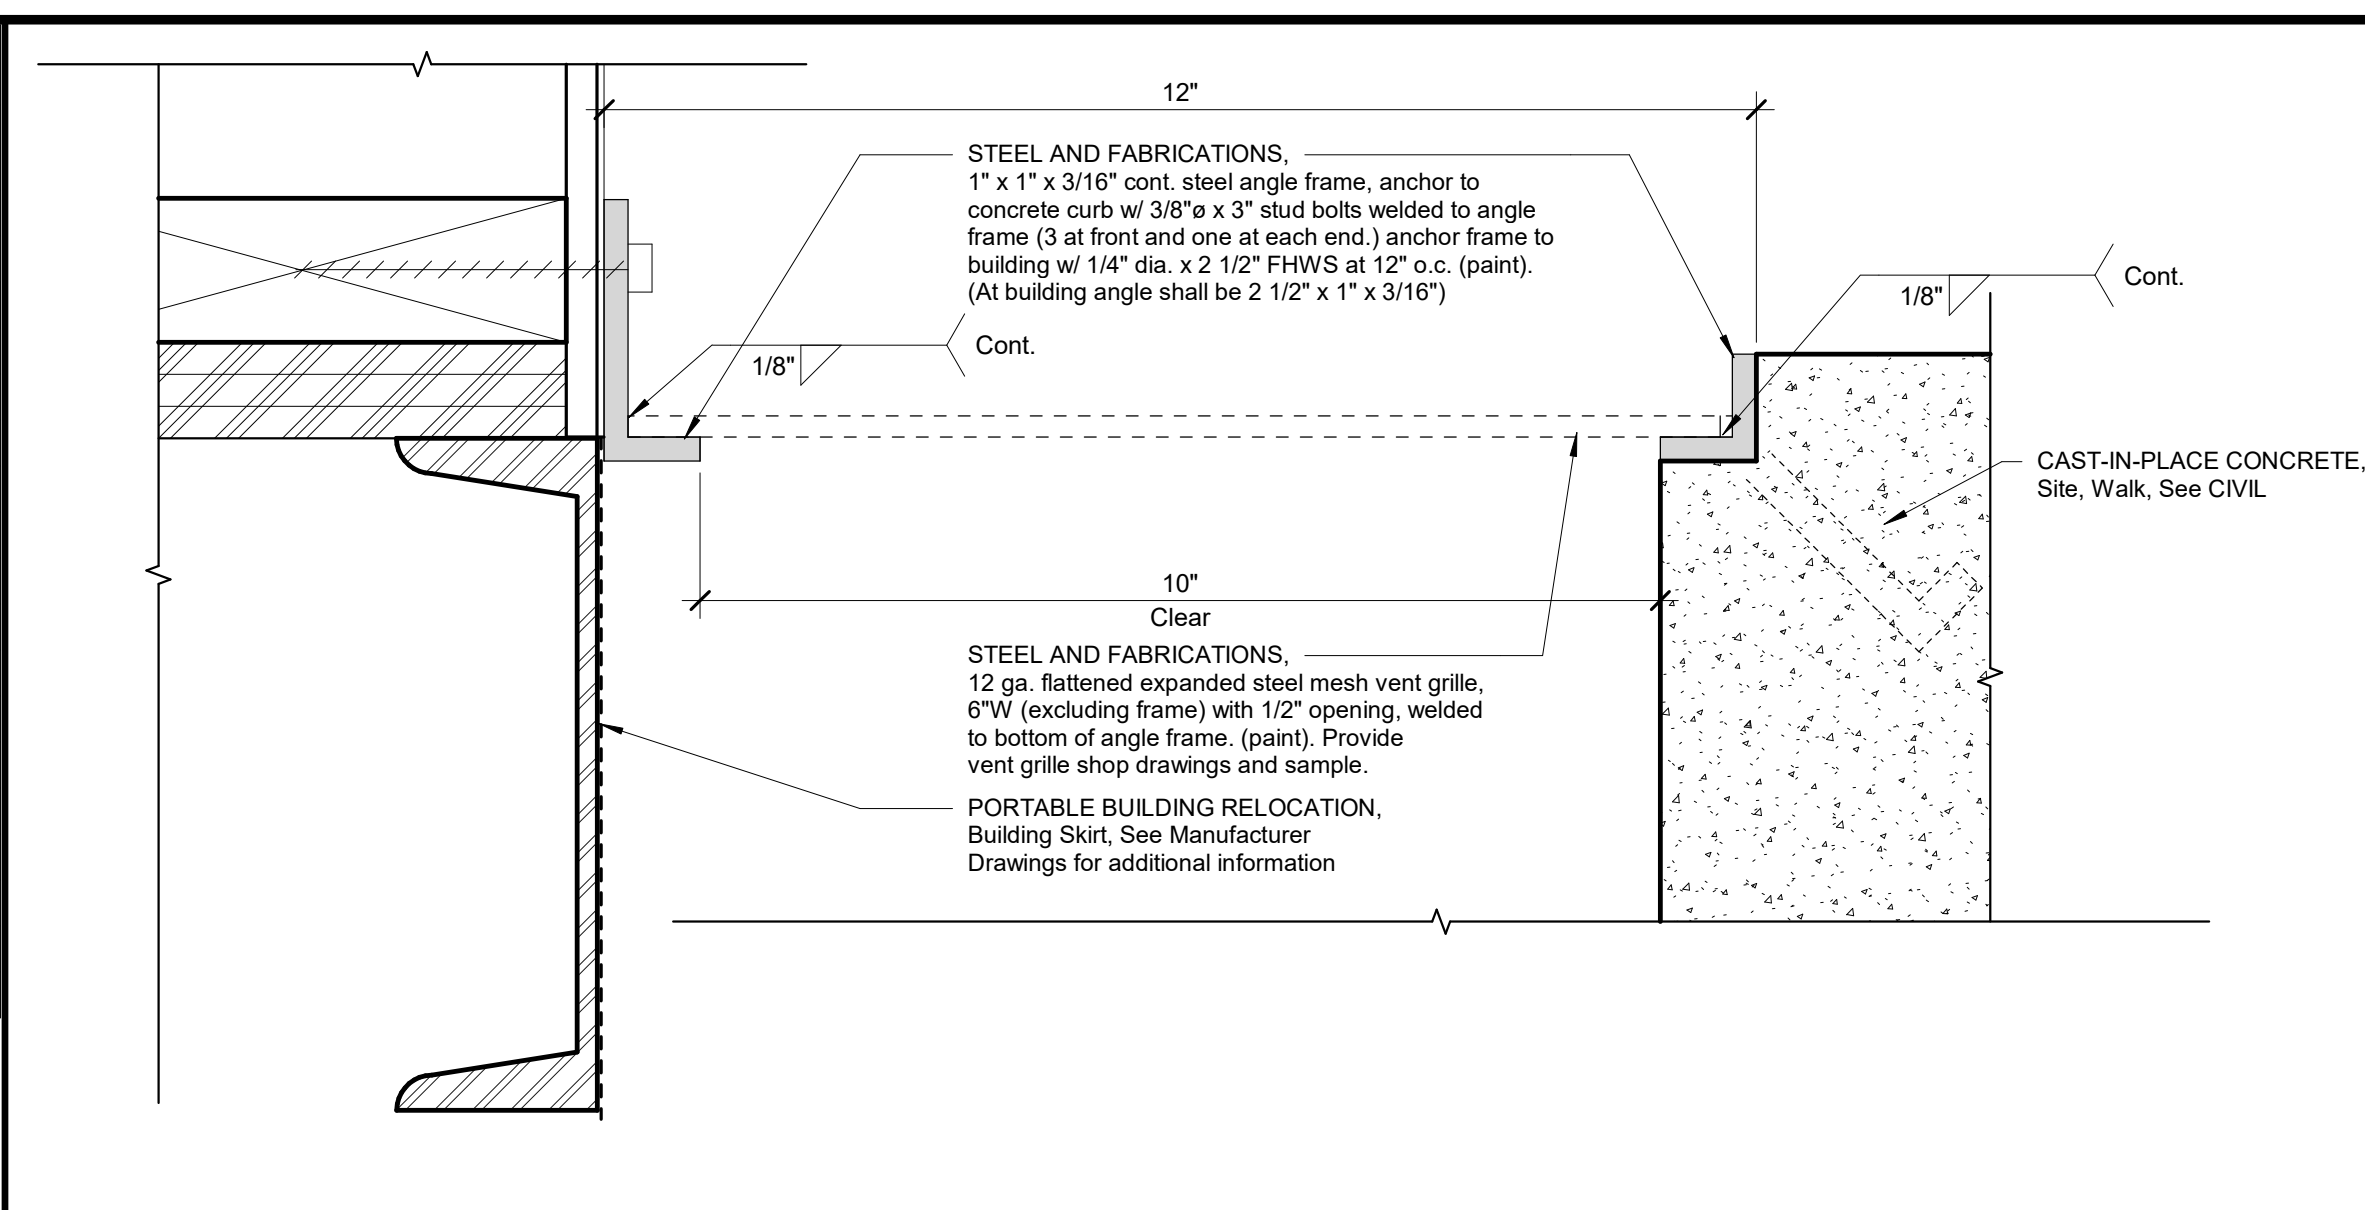 12"
STEEL AND FABRICATIONS,
1" x 1" x 3/16" cont. steel angle frame, anchor to
concrete curb w/ 3/8"ø x 3" stud bolts welded to angle
frame (3 at front and one at each end.) anchor frame to
building w/ 1/4" dia. x 2 1/2" FHWS at 12" o.c. (paint).
(At building angle shall be 2 1/2" x 1" x 3/16")
1/8"
Cont.
1/8"
Cont.
CAST-IN-PLACE CONCRETE,
Site, Walk, See CIVIL
10"
Clear
STEEL AND FABRICATIONS,
12 ga. flattened expanded steel mesh vent grille,
6"W (excluding frame) with 1/2" opening, welded
to bottom of angle frame. (paint). Provide
vent grille shop drawings and sample.
PORTABLE BUILDING RELOCATION,
Building Skirt, See Manufacturer
Drawings for additional information